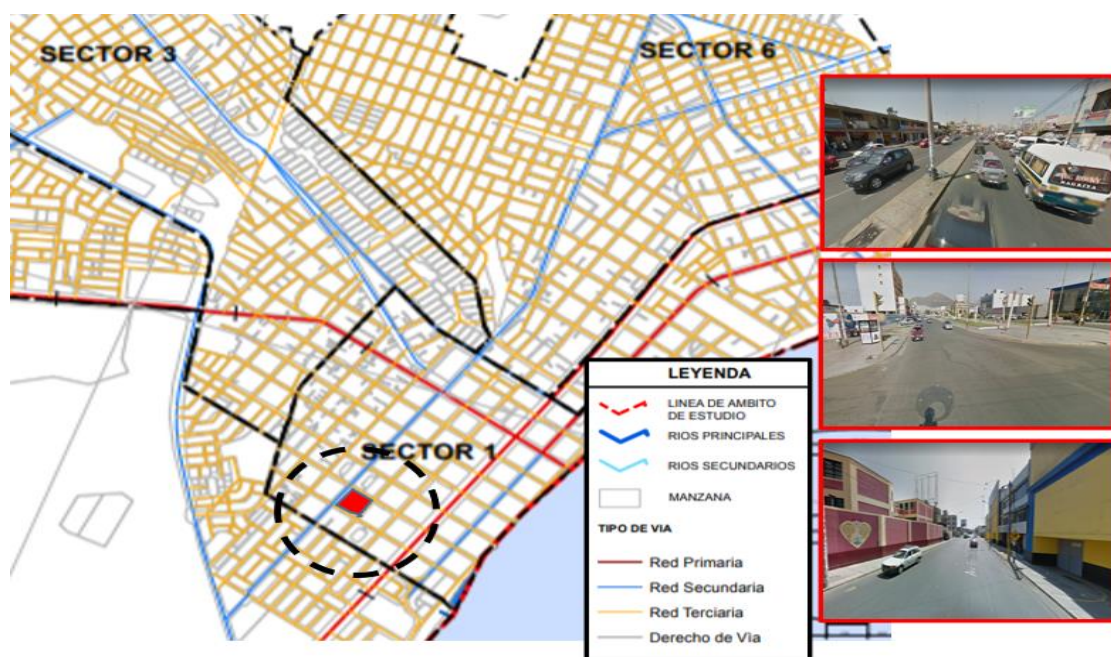 SECTOR 3
SECTOR 6
SECTOR 1
LEYENDA
LINEA DE AMBITO
DE ESTUDIO
RIOS PRINCIPALES
RIOS SECUNDARIOS
MANZANA
TIPO DE VIA
Red Primaria
Red Secundaria
Red Terciaria
Derecho de Vìa